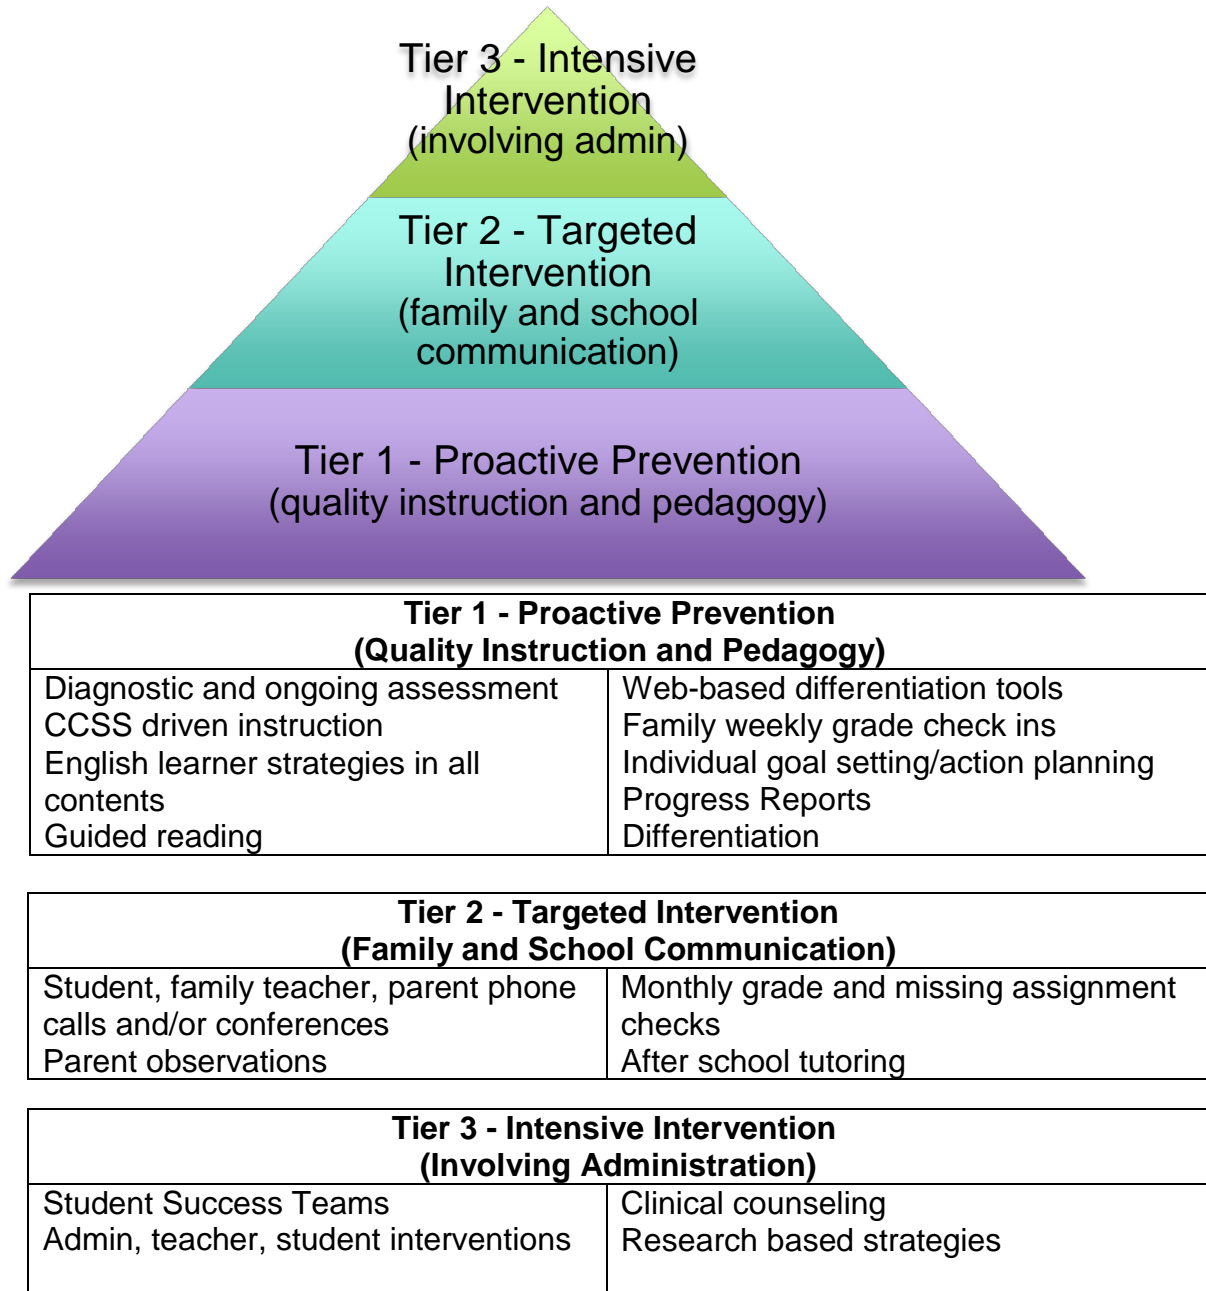 Tier 3 - Intensive
Intervention
(involving admin)
Tier 2 - Targeted
Intervention
(family and school
communication)
Tier 1 - Proactive Prevention
(quality instruction and pedagogy)
Tier 1 - Proactive Prevention
(Quality Instruction and Pedagogy)
Diagnostic and ongoing assessment
CCSS driven instruction
English learner strategies in all
contents
Guided reading
Web-based differentiation tools
Family weekly grade check ins
Individual goal setting/action planning
Progress Reports
Differentiation
Tier 2 - Targeted Intervention
(Family and School Communication)
Student, family teacher, parent phone
calls and/or conferences
Parent observations
Monthly grade and missing assignment
checks
After school tutoring
Tier 3 - Intensive Intervention
(Involving Administration)
Student Success Teams
Admin, teacher, student interventions
Clinical counseling
Research based strategies